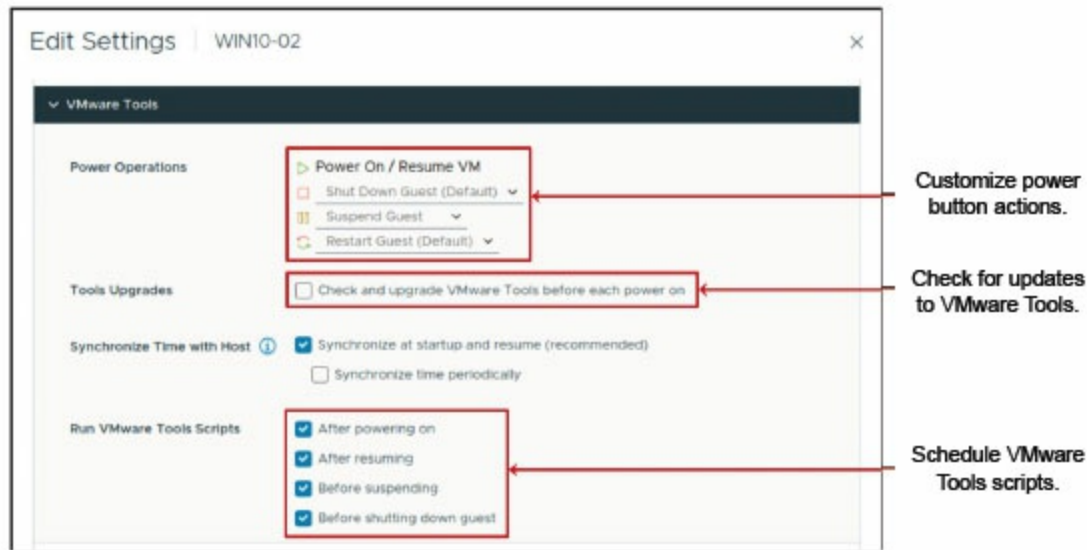 Edit Settings | WIN10-02
VMware Tools
Power Operations
Power On / Resume VM
Shut Down Guest (Default)
Suspend Guest
Restart Guest (Default)
Customize power
button actions.
Tools Upgrades
Check and upgrade VMware Tools before each power on
Check for updates
to VMware Tools.
Synchronize Time with Host
Synchronize at startup and resume (recommended)
Synchronize time periodically
Run VMware Tools Scripts
After powering on
After resuming
Before suspending
Before shutting down guest
Schedule VMware
Tools scripts.